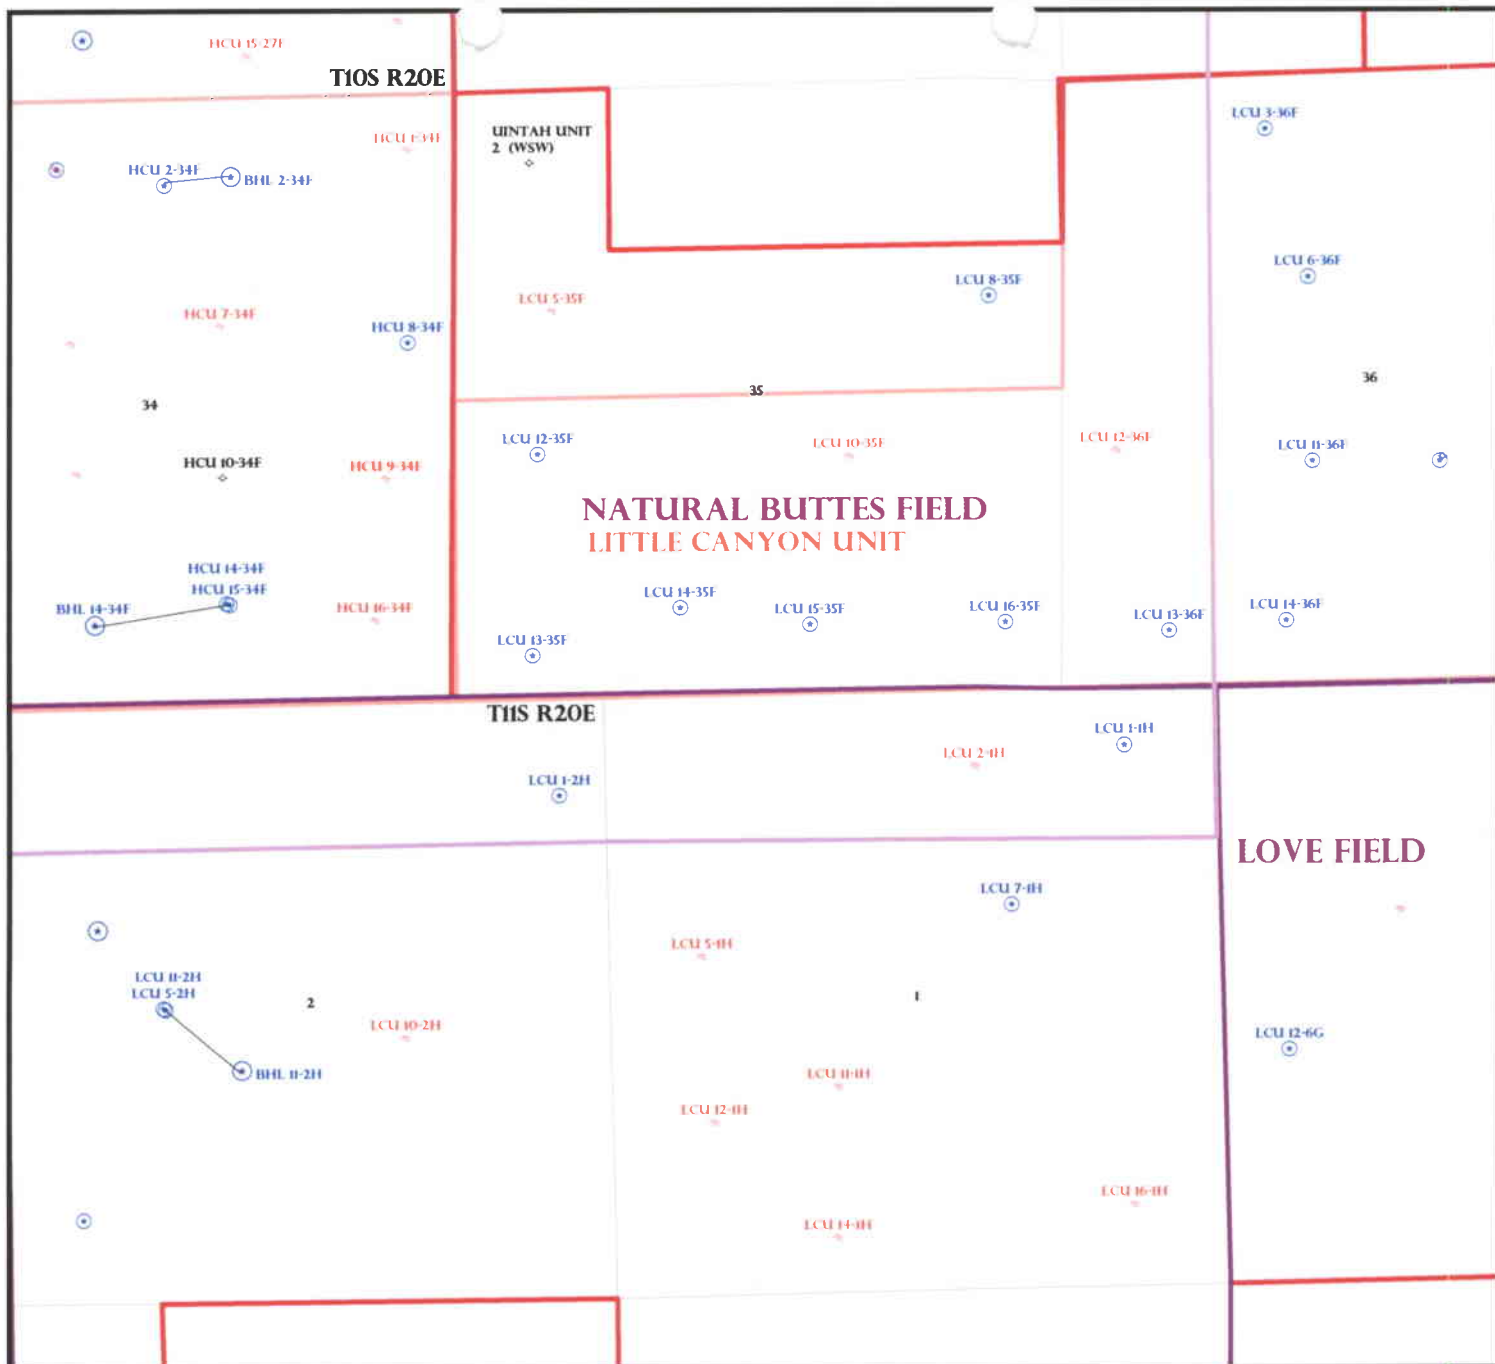 HCU 15-27F
T10S R20E
HCU 1-34F
UINTAH UNIT
2 (WSW)
LCU 3-36F
HCU 2-34F
BHL 2-34F
LCU 6-36F
LCU 8-35F
LCU 5-35F
HCU 7-34F
HCU 8-34F
36
35
34
LCU 12-35F
LCU 10-35F
LCU 12-36F
LCU 11-36F
HCU 10-34F
HCU 9-34F
NATURAL BUTTES FIELD
LITTLE CANYON UNIT
HCU 14-34F
HCU 15-34F
BHL 14-34F
HCU 16-34F
LCU 14-35F
LCU 15-35F
LCU 16-35F
LCU 13-36F
LCU 14-36F
LCU 13-35F
T11S R20E
LCU 1-1H
LCU 2-1H
LCU 1-2H
LOVE FIELD
LCU 7-1H
LCU 5-1H
LCU 11-2H
LCU 5-2H
2
1
LCU 10-2H
LCU 12-6G
BHL 11-2H
LCU 11-1H
LCU 12-1H
LCU 16-1H
LCU 14-1H